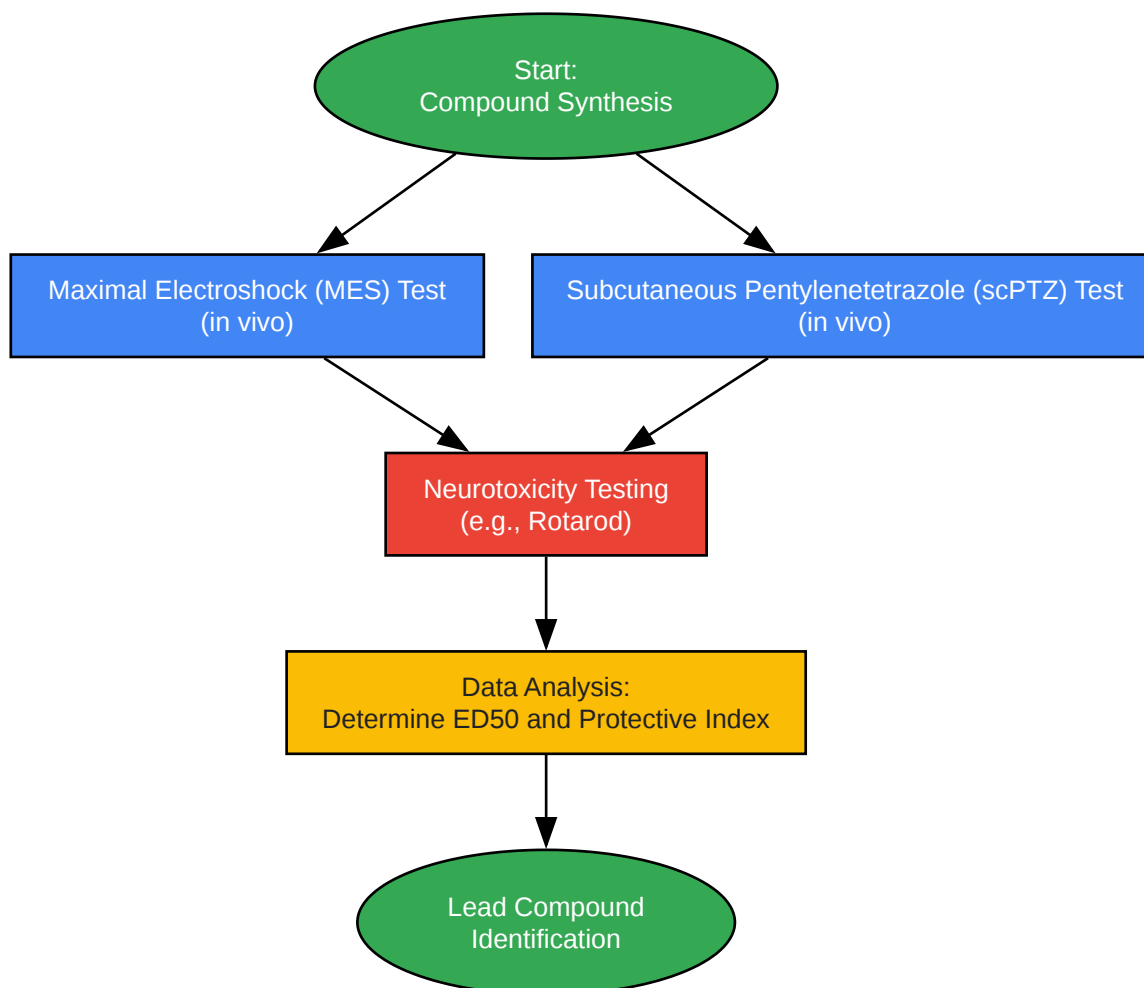 Start:
Compound Synthesis
Maximal Electroshock (MES) Test
(in vivo)
Subcutaneous Pentylenetetrazole (scPTZ) Test
(in vivo)
Neurotoxicity Testing
(e.g., Rotarod)
Data Analysis:
Determine ED50 and Protective Index
Lead Compound
Identification